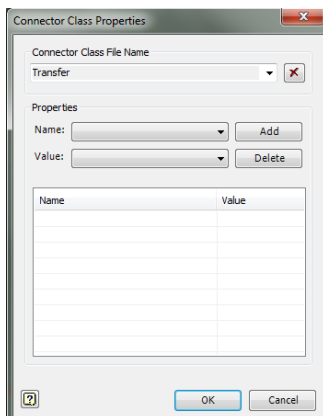 Connector Class Properties
Connector Class File Name
Transfer
Properties
Name:
Add
Value:
Delete
Name Value
OK Cancel